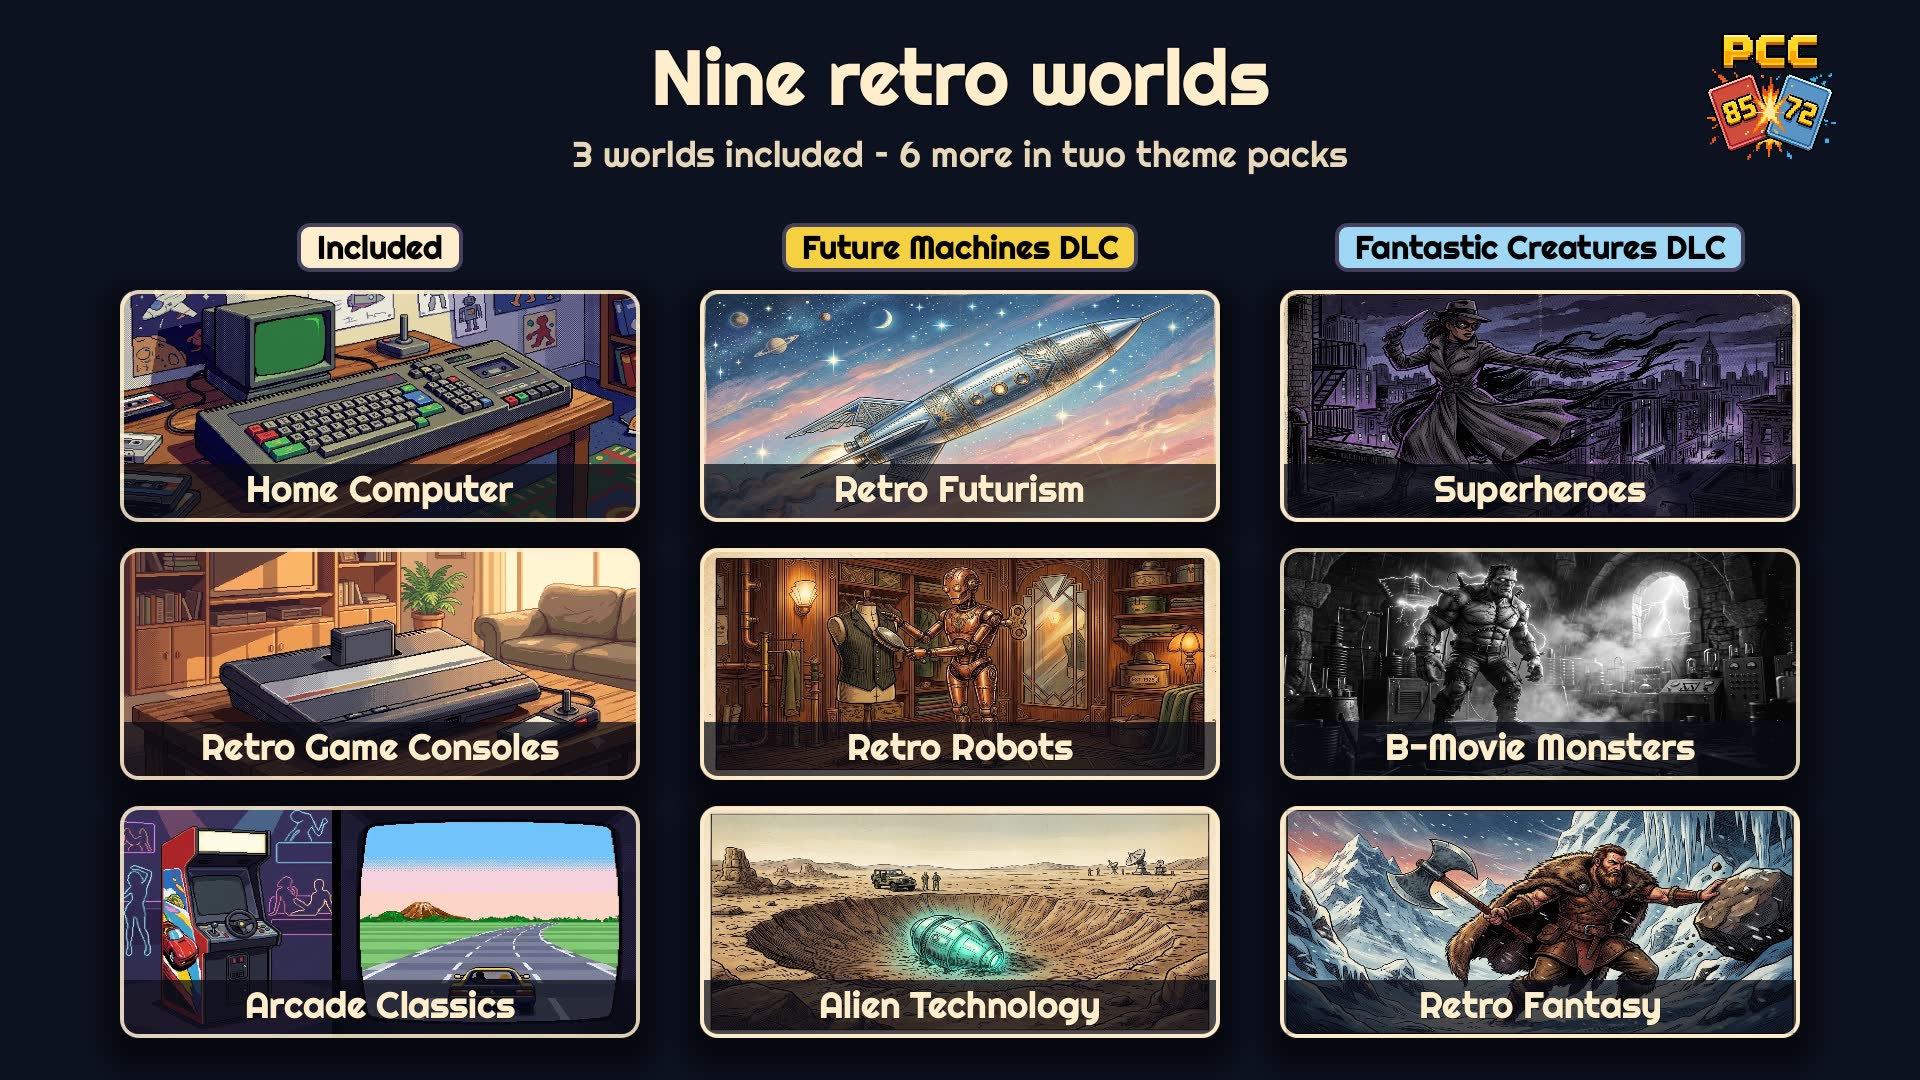 Nine retro worlds
3 worlds included - 6 more in two theme packs
PCC
85 72
Included
Future Machines DLC
Fantastic Creatures DLC
Home Computer
Retro Futurism
Superheroes
Retro Game Consoles
Retro Robots
B-Movie Monsters
Arcade Classics
Alien Technology
Retro Fantasy